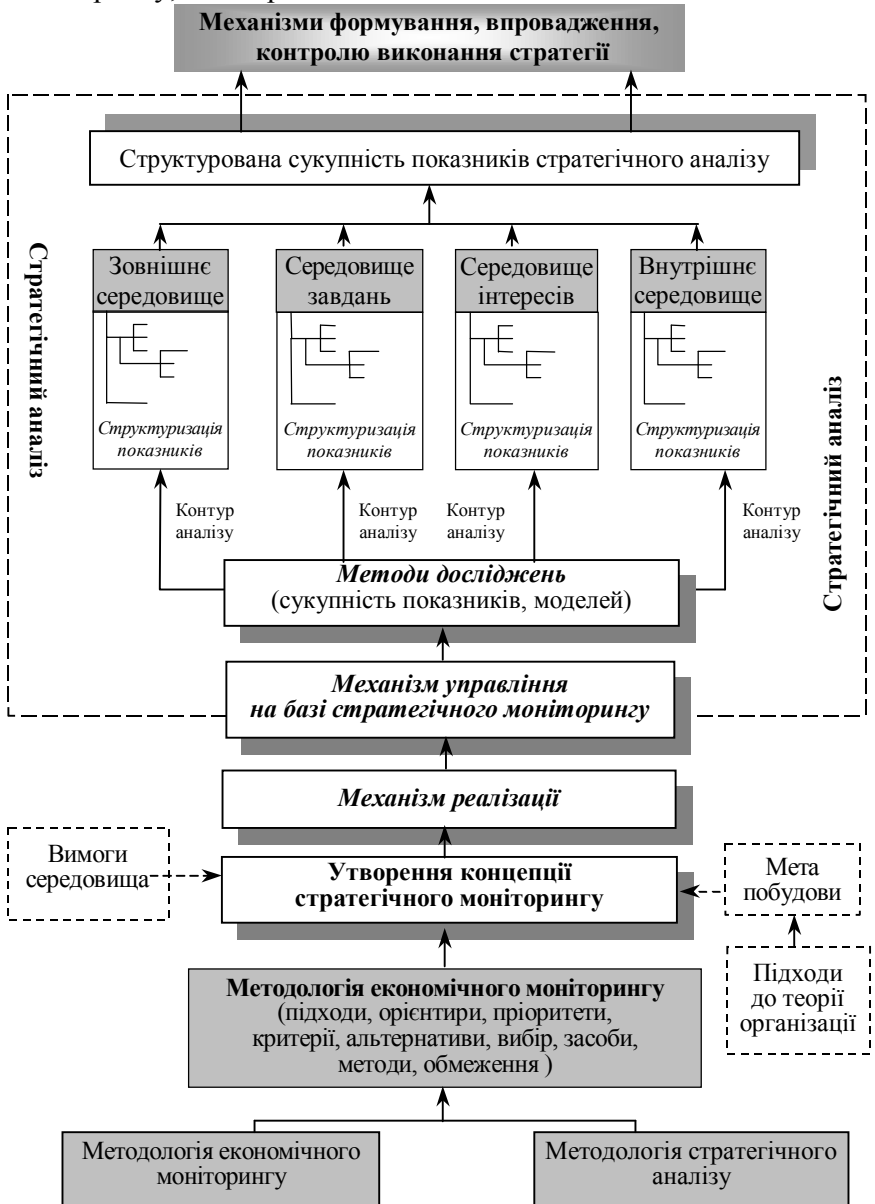 Механізми формування, впровадження,
контролю виконання стратегії
Структурована сукупність показників стратегічного аналізу
Стратегічний аналіз
Зовнішнє
середовище
Середовище
завдань
Середовище
інтересів
Внутрішнє
середовище
Структуризація
показників
Структуризація
показників
Структуризація
показників
Структуризація
показників
Стратегічний аналіз
Контур
аналізу
Контур
аналізу
Контур
аналізу
Контур
аналізу
Методи досліджень
(сукупність показників, моделей)
Механізм управління
на базі стратегічного моніторингу
Механізм реалізації
Вимоги
середовища
Утворення концепції
стратегічного моніторингу
Мета
побудови
Підходи
до теорії
організації
Методологія економічного моніторингу
(підходи, орієнтири, пріоритети,
критерії, альтернативи, вибір, засоби,
методи, обмеження )
Методологія економічного
моніторингу
Методологія стратегічного
аналізу